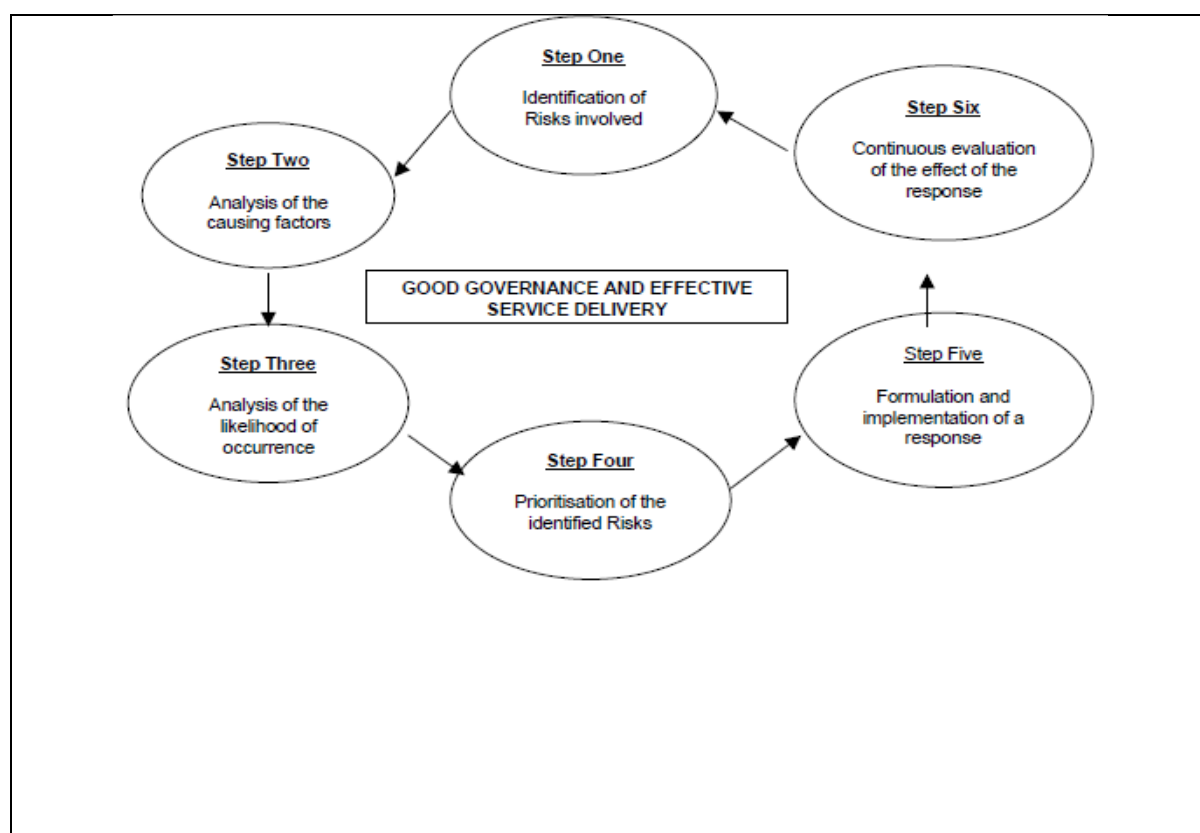 Step One
Identification of
Risks involved
Step Two
Analysis of the
causing factors
Step Three
Analysis of the
likelihood of
occurrence
Step Four
Prioritisation of the
identified Risks
Step Five
Formulation and
implementation of a
response
Step Six
Continuous evaluation
of the effect of the
response
GOOD GOVERNANCE AND EFFECTIVE
SERVICE DELIVERY